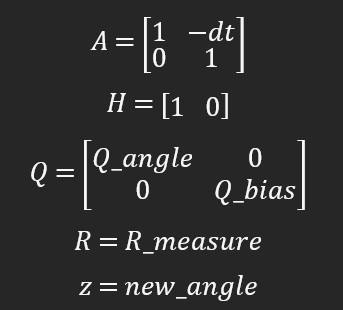 A = [1 -dt
0 1]
H = [1 0]
Q = [Q_angle 0
0 Q_bias]
R = R_measure
z = new_angle